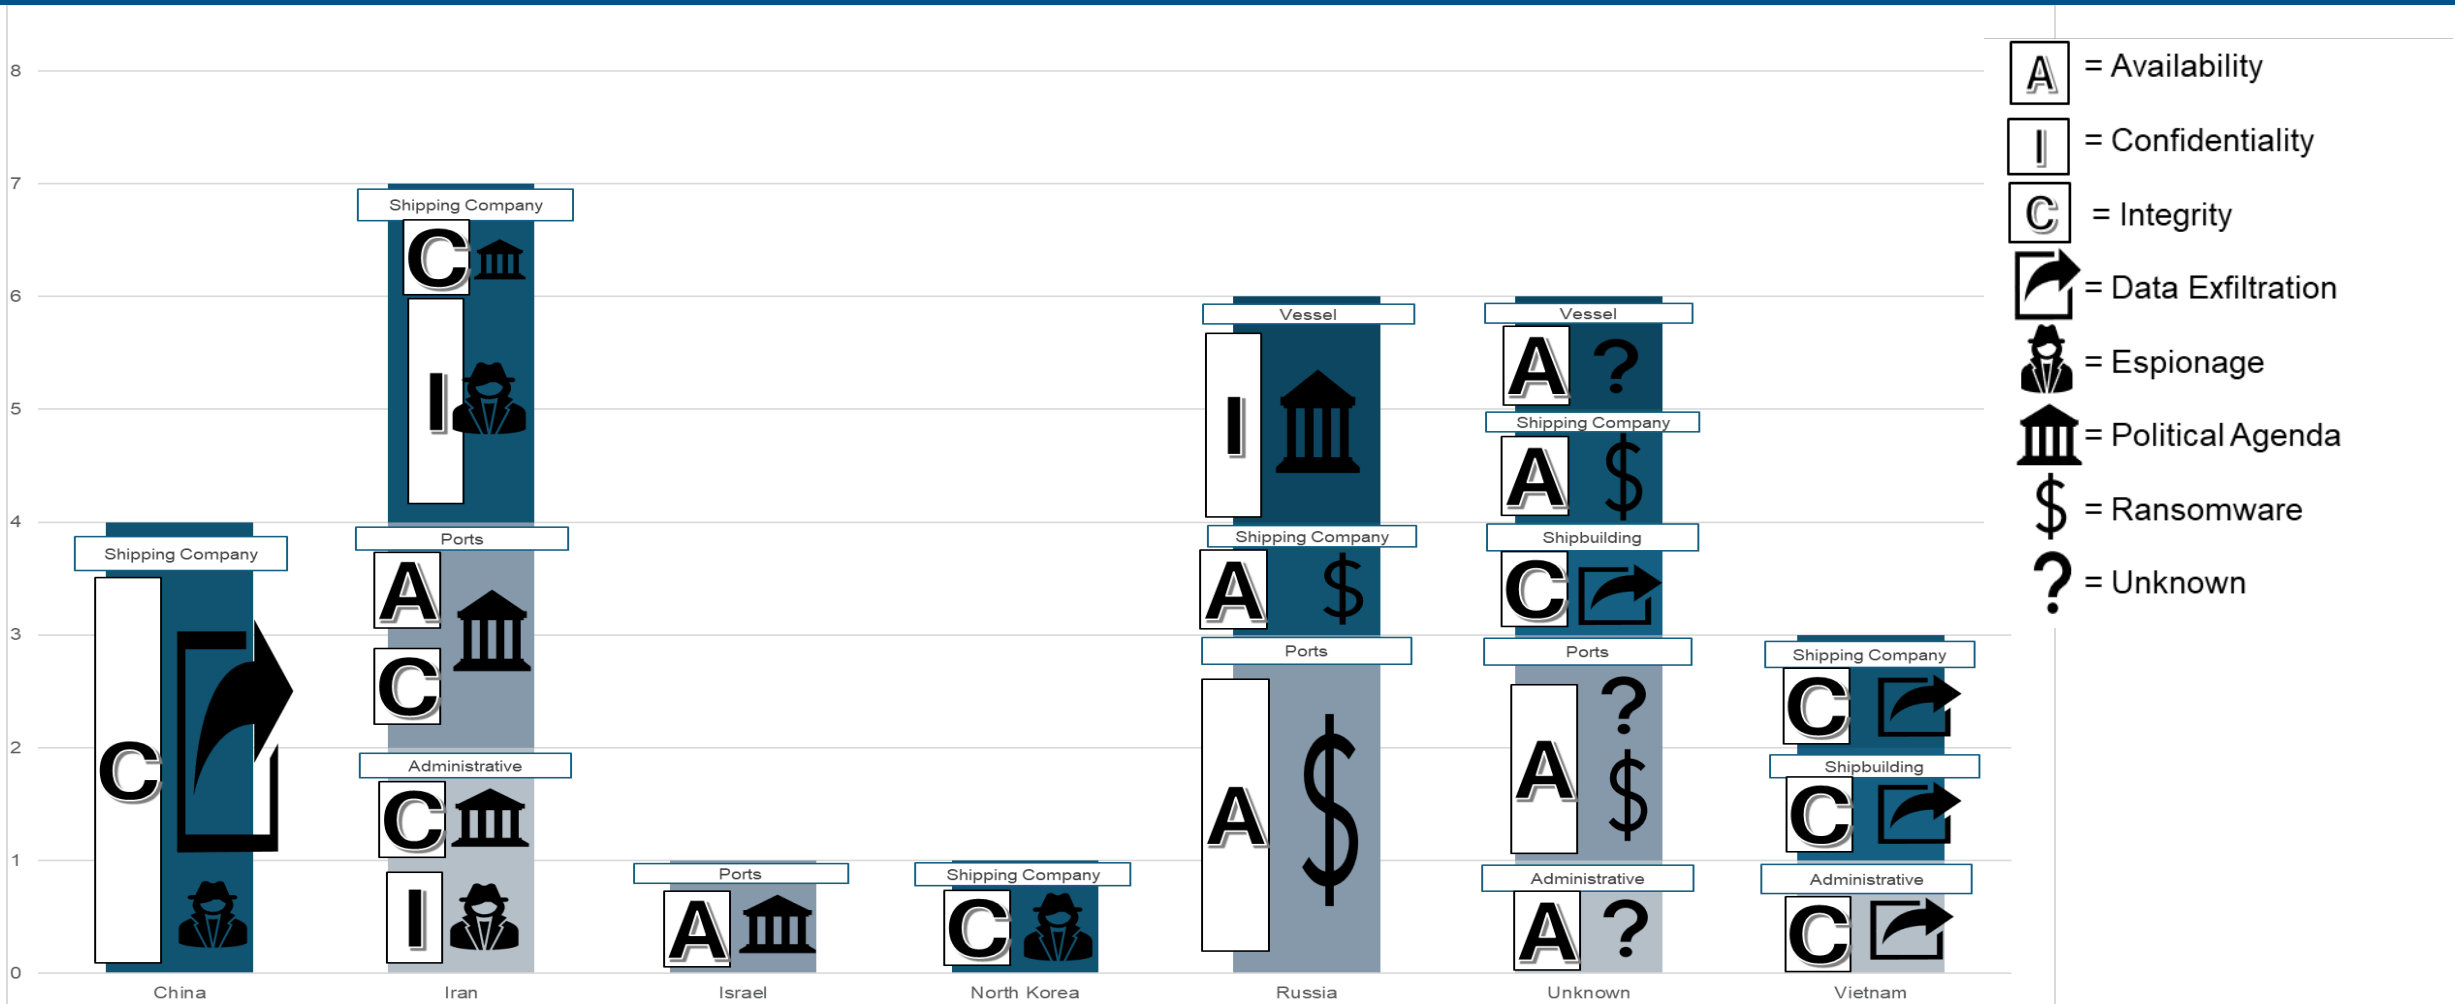 8
7
6
5
4
3
2
1
0
Shipping Company
C
China
Shipping Company
C
I
Ports
A
C
Administrative
C
I
Iran
Ports
A
Israel
Shipping Company
C
North Korea
Vessel
I
Shipping Company
A $
Ports
A $
Russia
Vessel
A ?
Shipping Company
A $
Shipbuilding
C
Ports
?
A
$
Administrative
A ?
Unknown
Shipping Company
C
Shipbuilding
C
Administrative
C
Vietnam
A = Availability
I = Confidentiality
C = Integrity
= Data Exfiltration
= Espionage
= Political Agenda
$ = Ransomware
? = Unknown